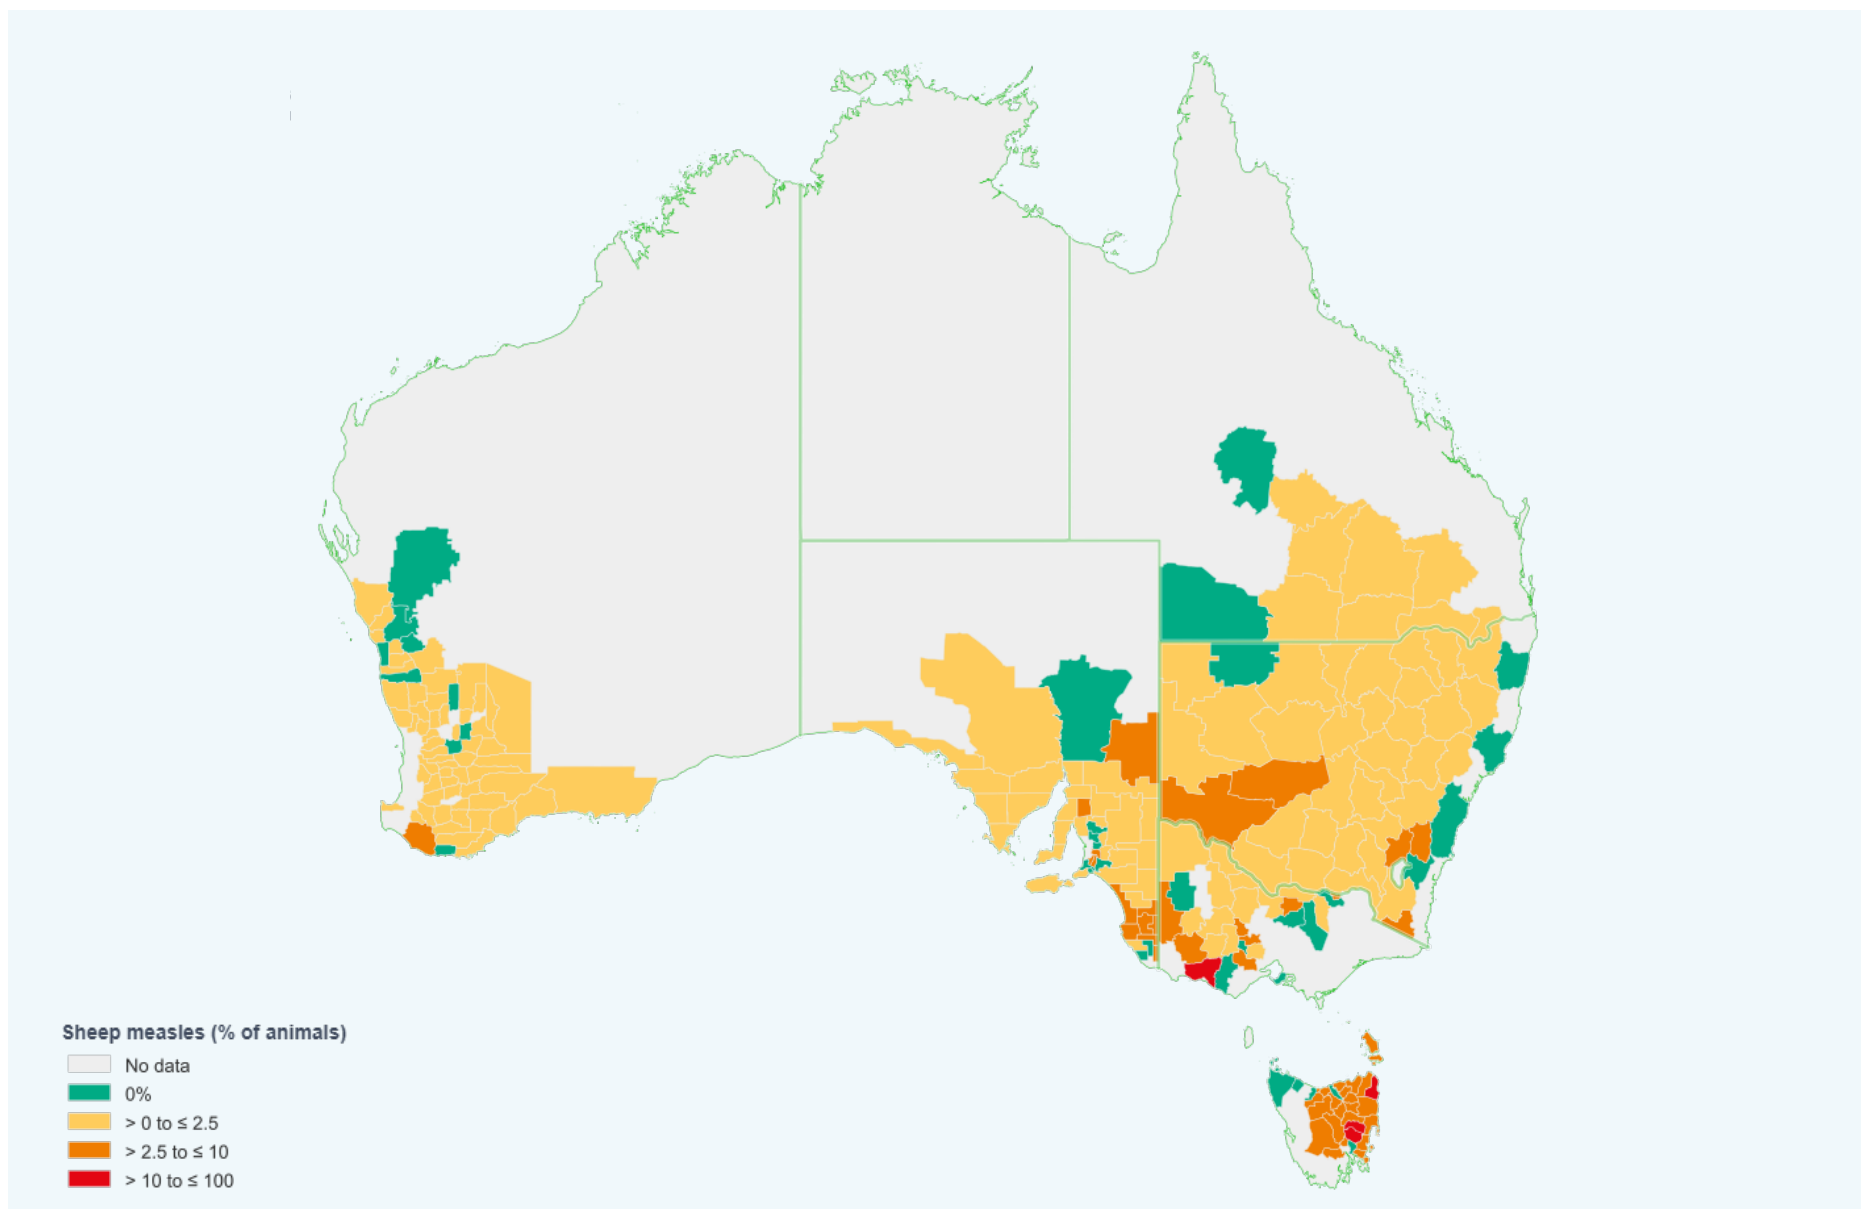 Sheep measles (% of animals)
No data
0%
> 0 to ≤ 2.5
> 2.5 to ≤ 10
> 10 to ≤ 100